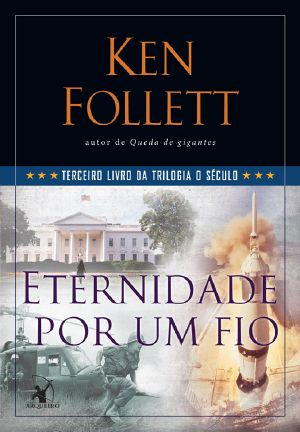 KEN
FOLLETT
autor de Queda de gigantes
★★★ TERCEIRO LIVRO DA TRILOGIA O SÉCULO ★★★
ETERNIDADE
POR UM FIO
ARQUEIRO